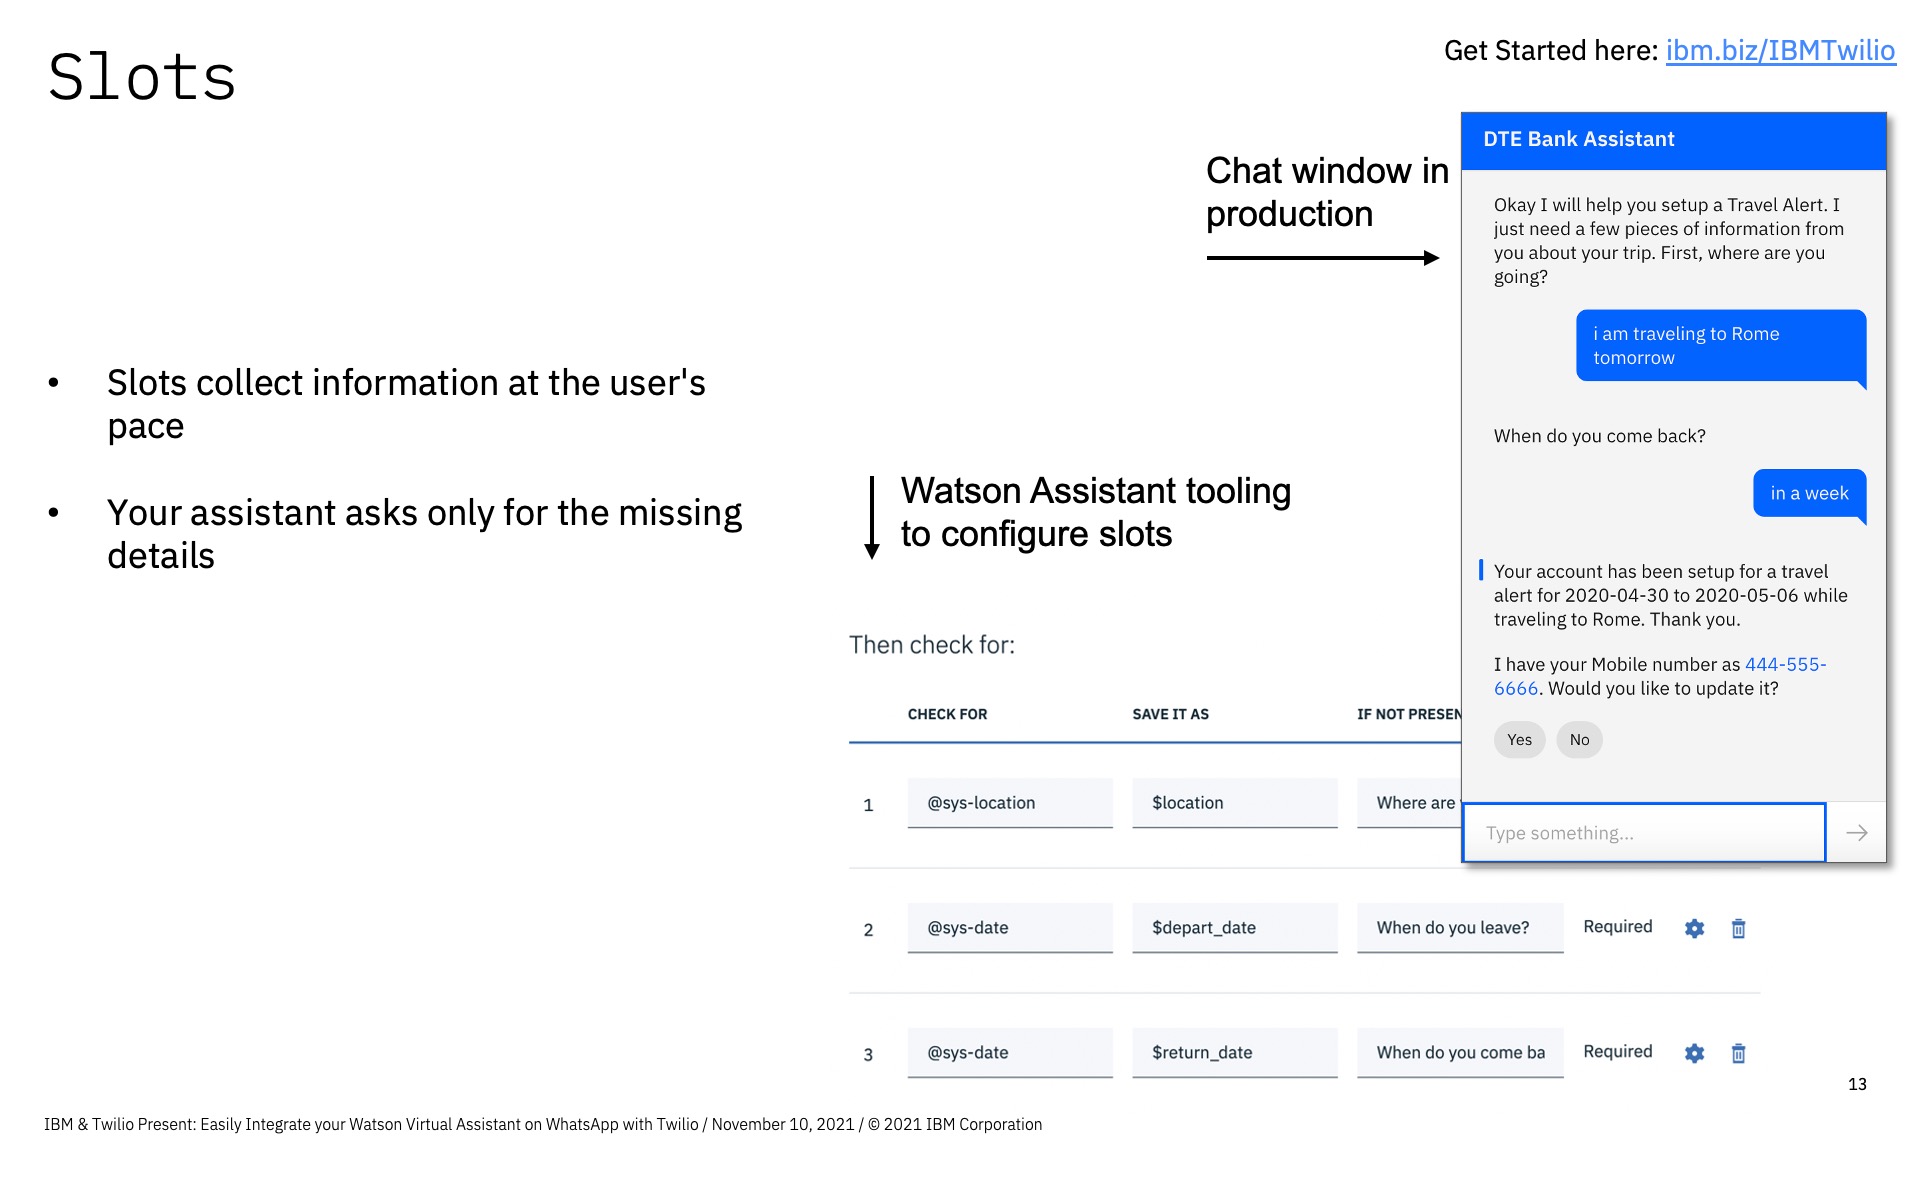 Slots
Get Started here: ibm.biz/IBMTwilio
Chat window in
production
DTE Bank Assistant
Okay I will help you setup a Travel Alert. I
just need a few pieces of information from
you about your trip. First, where are you
going?
i am traveling to Rome
tomorrow
When do you come back?
in a week
Your account has been setup for a travel
alert for 2020-04-30 to 2020-05-06 while
traveling to Rome. Thank you.
I have your Mobile number as 444-555-
6666. Would you like to update it?
Yes No
Type something...
• Slots collect information at the user's
pace
• Your assistant asks only for the missing
details
Watson Assistant tooling
to configure slots
Then check for:
CHECK FOR SAVE IT AS IF NOT PRESEN
1 @sys-location $location Where are
2 @sys-date $depart_date When do you leave? Required
3 @sys-date $return_date When do you come ba Required
13
IBM & Twilio Present: Easily Integrate your Watson Virtual Assistant on WhatsApp with Twilio / November 10, 2021 / © 2021 IBM Corporation